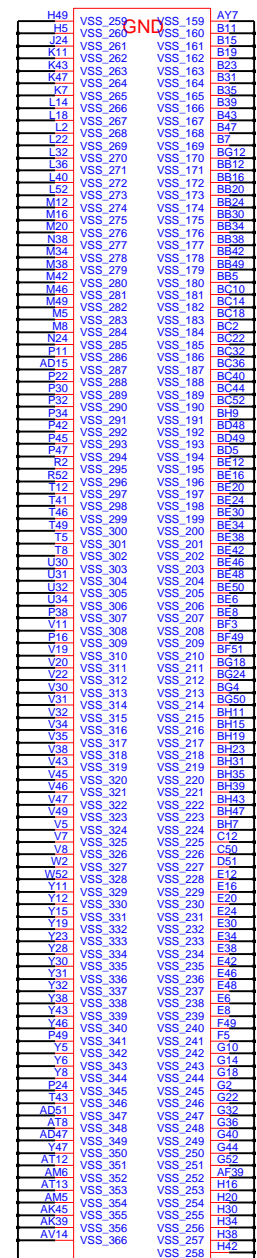 GND
H49 VSS_259 VSS_159 AY7
H5 VSS_260 VSS_160 B11
J24 VSS_261 VSS_161 B15
K11 VSS_262 VSS_162 B19
K43 VSS_263 VSS_163 B23
K47 VSS_264 VSS_164 B31
K7 VSS_265 VSS_165 B35
L14 VSS_266 VSS_166 B39
L18 VSS_267 VSS_167 B43
L2 VSS_268 VSS_168 B47
L22 VSS_269 VSS_169 B7
L32 VSS_270 VSS_170 BG12
L36 VSS_271 VSS_171 BB12
L40 VSS_272 VSS_172 BB16
L52 VSS_273 VSS_173 BB20
M12 VSS_274 VSS_174 BB24
M16 VSS_275 VSS_175 BB30
M20 VSS_276 VSS_176 BB34
N38 VSS_277 VSS_177 BB38
M34 VSS_278 VSS_178 BB42
M38 VSS_279 VSS_179 BB49
M42 VSS_280 VSS_180 BB5
M46 VSS_281 VSS_181 BC10
M49 VSS_282 VSS_182 BC14
M5 VSS_283 VSS_183 BC18
M8 VSS_284 VSS_184 BC2
N24 VSS_285 VSS_185 BC22
P11 VSS_286 VSS_186 BC32
AD15 VSS_287 VSS_187 BC36
P22 VSS_288 VSS_188 BC40
P30 VSS_289 VSS_189 BC44
P32 VSS_290 VSS_190 BC52
P34 VSS_291 VSS_191 BH9
P42 VSS_292 VSS_192 BD48
P45 VSS_293 VSS_193 BD49
P47 VSS_294 VSS_194 BD5
R2 VSS_295 VSS_195 BE12
R52 VSS_296 VSS_196 BE16
T12 VSS_297 VSS_197 BE20
T41 VSS_298 VSS_198 BE24
T46 VSS_299 VSS_199 BE30
T49 VSS_300 VSS_200 BE34
T5 VSS_301 VSS_201 BE38
T8 VSS_302 VSS_202 BE42
U30 VSS_303 VSS_203 BE46
U31 VSS_304 VSS_204 BE48
U32 VSS_305 VSS_205 BE50
U34 VSS_306 VSS_206 BE6
P38 VSS_307 VSS_207 BE8
V11 VSS_308 VSS_208 BF3
P16 VSS_309 VSS_209 BF49
V19 VSS_310 VSS_210 BF51
V20 VSS_311 VSS_211 BG18
V22 VSS_312 VSS_212 BG24
V30 VSS_313 VSS_213 BG4
V31 VSS_314 VSS_214 BG50
V32 VSS_315 VSS_215 BH11
V34 VSS_316 VSS_216 BH15
V35 VSS_317 VSS_217 BH19
V38 VSS_318 VSS_218 BH23
V43 VSS_319 VSS_219 BH31
V45 VSS_320 VSS_220 BH35
V46 VSS_321 VSS_221 BH39
V47 VSS_322 VSS_222 BH43
V49 VSS_323 VSS_223 BH47
V5 VSS_324 VSS_224 BH7
V7 VSS_325 VSS_225 C12
V8 VSS_326 VSS_226 C50
W2 VSS_327 VSS_227 D51
W52 VSS_328 VSS_228 E12
Y11 VSS_329 VSS_229 E16
Y12 VSS_330 VSS_230 E20
Y15 VSS_331 VSS_231 E24
Y19 VSS_332 VSS_232 E30
Y23 VSS_333 VSS_233 E34
Y28 VSS_334 VSS_234 E38
Y30 VSS_335 VSS_235 E42
Y31 VSS_336 VSS_236 E46
Y32 VSS_337 VSS_237 E48
Y38 VSS_338 VSS_238 E6
Y43 VSS_339 VSS_239 E8
Y46 VSS_340 VSS_240 F49
P49 VSS_341 VSS_241 F5
Y5 VSS_342 VSS_242 G10
Y6 VSS_343 VSS_243 G14
Y8 VSS_344 VSS_244 G18
P24 VSS_345 VSS_245 G2
T43 VSS_346 VSS_246 G22
AD51 VSS_347 VSS_247 G32
AT8 VSS_348 VSS_248 G36
AD47 VSS_349 VSS_249 G40
Y47 VSS_350 VSS_250 G44
AT12 VSS_351 VSS_251 G52
AM6 VSS_352 VSS_252 AF39
AT13 VSS_353 VSS_253 H16
AM5 VSS_354 VSS_254 H20
AK45 VSS_355 VSS_255 H30
AK39 VSS_356 VSS_256 H34
AV14 VSS_366 VSS_257 H38
VSS_258 H42